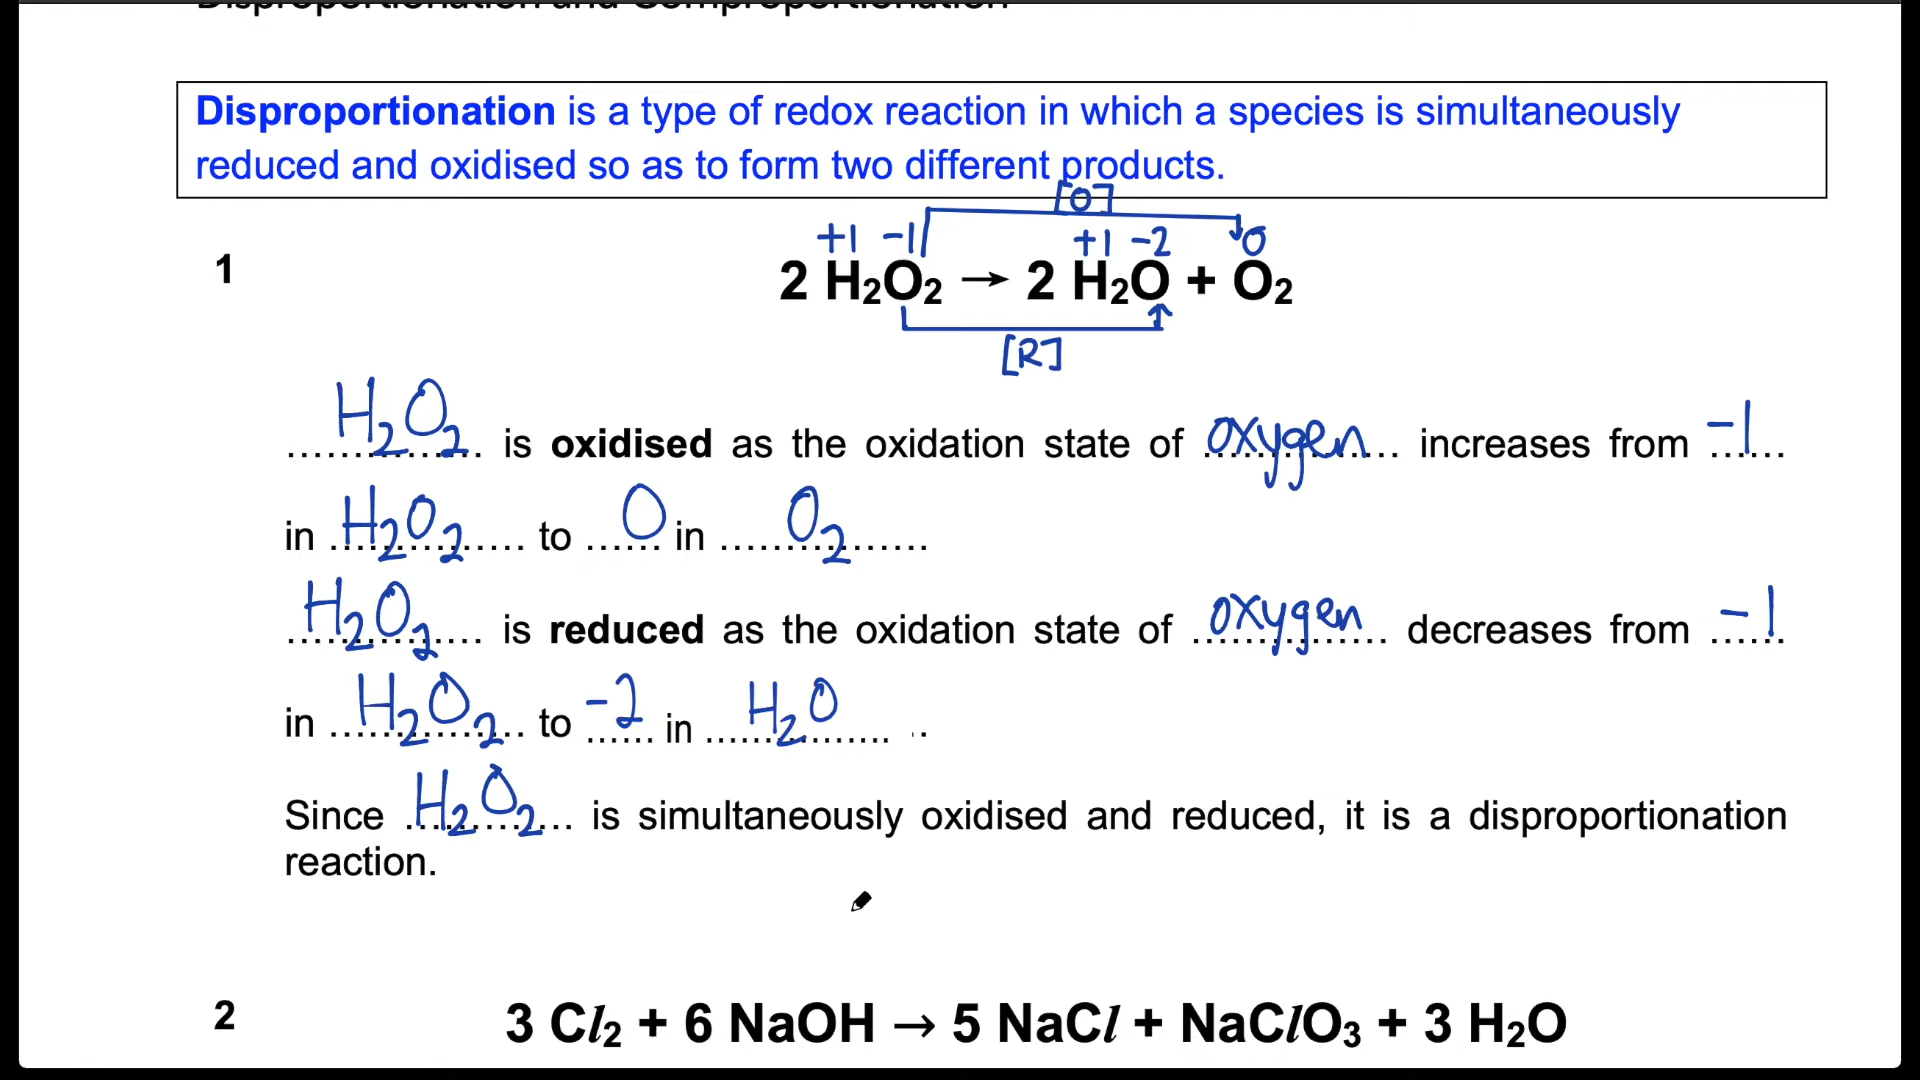 Disproportionation and Comproportionation
Disproportionation is a type of redox reaction in which a species is simultaneously
reduced and oxidised so as to form two different products.
[O]
+1 -1 +1 -2 0
1 2 H₂O₂ → 2 H₂O + O₂
[R]
H₂O₂ is oxidised as the oxidation state of oxygen increases from -1
in H₂O₂ to 0 in O₂
H₂O₂ is reduced as the oxidation state of oxygen decreases from -1
in H₂O₂ to -2 in H₂O
Since H₂O₂ is simultaneously oxidised and reduced, it is a disproportionation
reaction.
2 3 Cl₂ + 6 NaOH → 5 NaCl + NaClO₃ + 3 H₂O